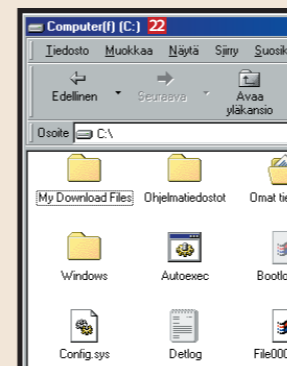 Computer(f) (C:) 22
Tiedosto Muokkaa Näytä Siirry Suosik
Edellinen Seuraava Avaa yläkansio
Osoite C:\
My Download Files Ohjelmatiedostot Omat tie
Windows Autoexec Bootlo
Config.sys Detlog File000